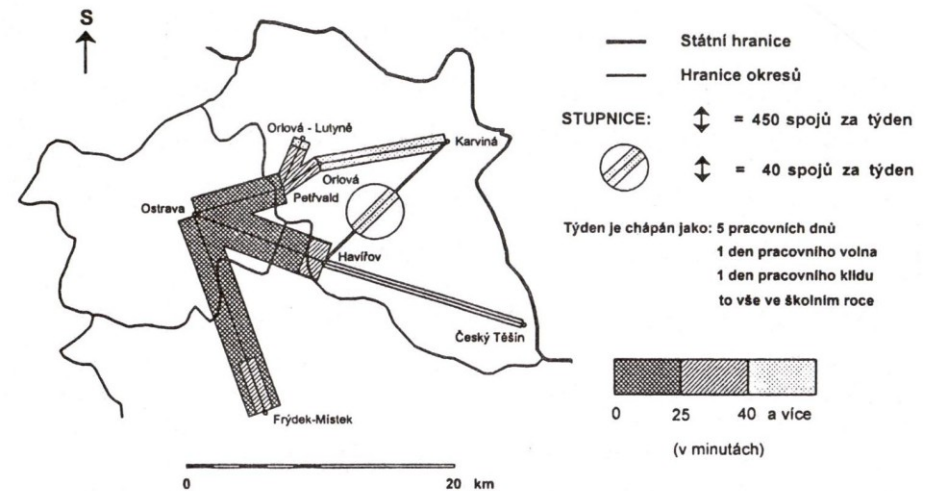 S
Státní hranice
Hranice okresů
STUPNICE:
= 450 spojů za týden
= 40 spojů za týden
Týden je chápán jako: 5 pracovních dnů
1 den pracovního volna
1 den pracovního klidu
to vše ve školním roce
Orlová - Lutyně
Karviná
Orlová
Petřvald
Ostrava
Havířov
Český Těšín
Frýdek-Místek
0 25 40 a více
(v minutách)
0 20 km